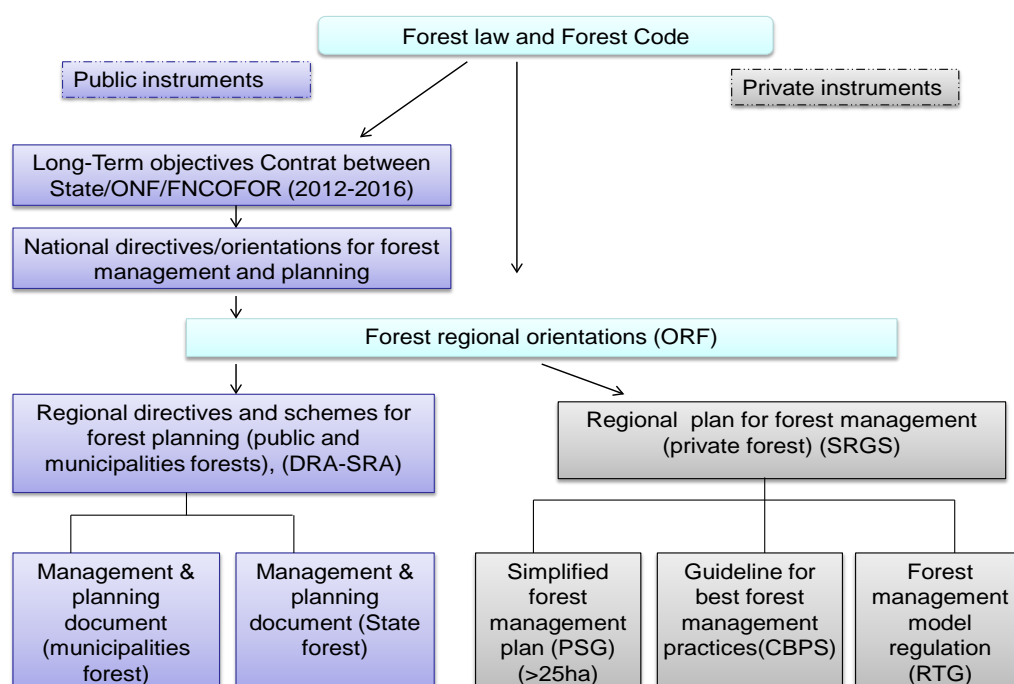 Forest law and Forest Code
Public instruments
Private instruments
Long-Term objectives Contrat between
State/ONF/FNCOFOR (2012-2016)
National directives/orientations for forest
management and planning
Forest regional orientations (ORF)
Regional directives and schemes for
forest planning (public and
municipalities forests), (DRA-SRA)
Regional plan for forest management
(private forest) (SRGS)
Management &
planning
document
(municipalities
forest)
Management &
planning
document (State
forest)
Simplified
forest
management
plan (PSG)
(>25ha)
Guideline for
best forest
management
practices(CBPS)
Forest
management
model
regulation
(RTG)